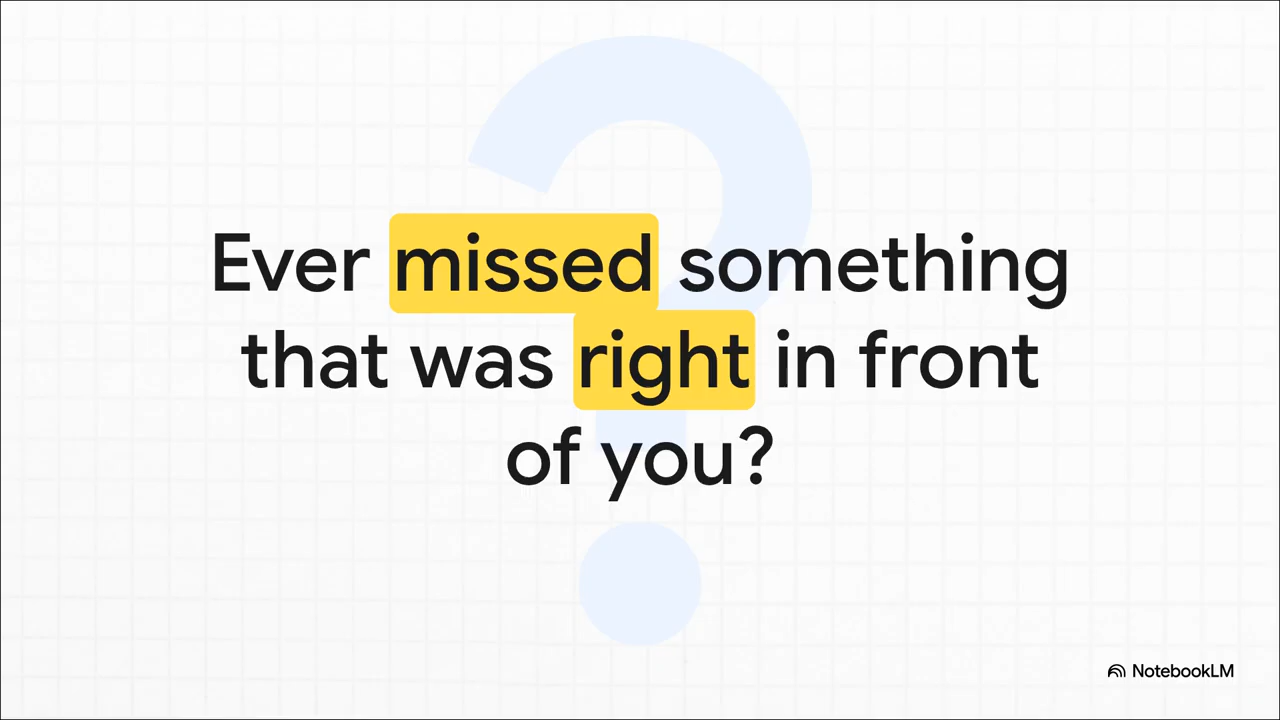 Ever missed something
that was right in front
of you?
NotebookLM